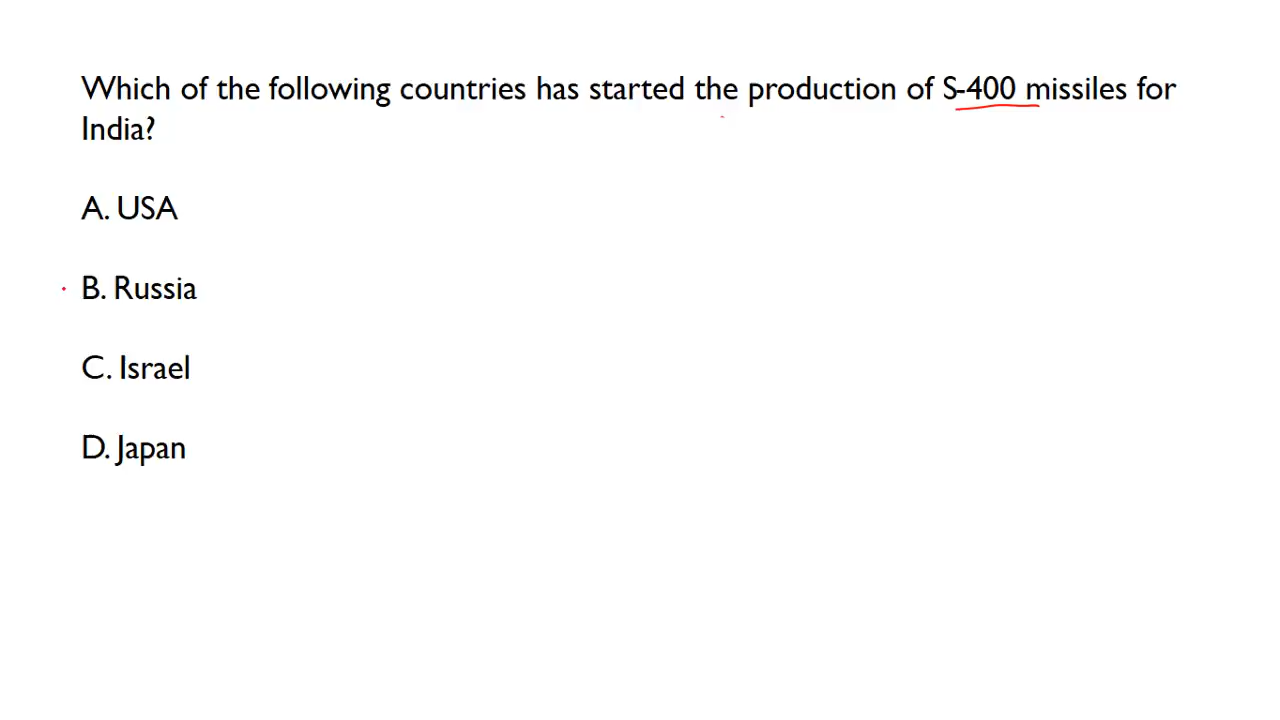 Which of the following countries has started the production of S-400 missiles for
India?
A. USA
B. Russia
C. Israel
D. Japan